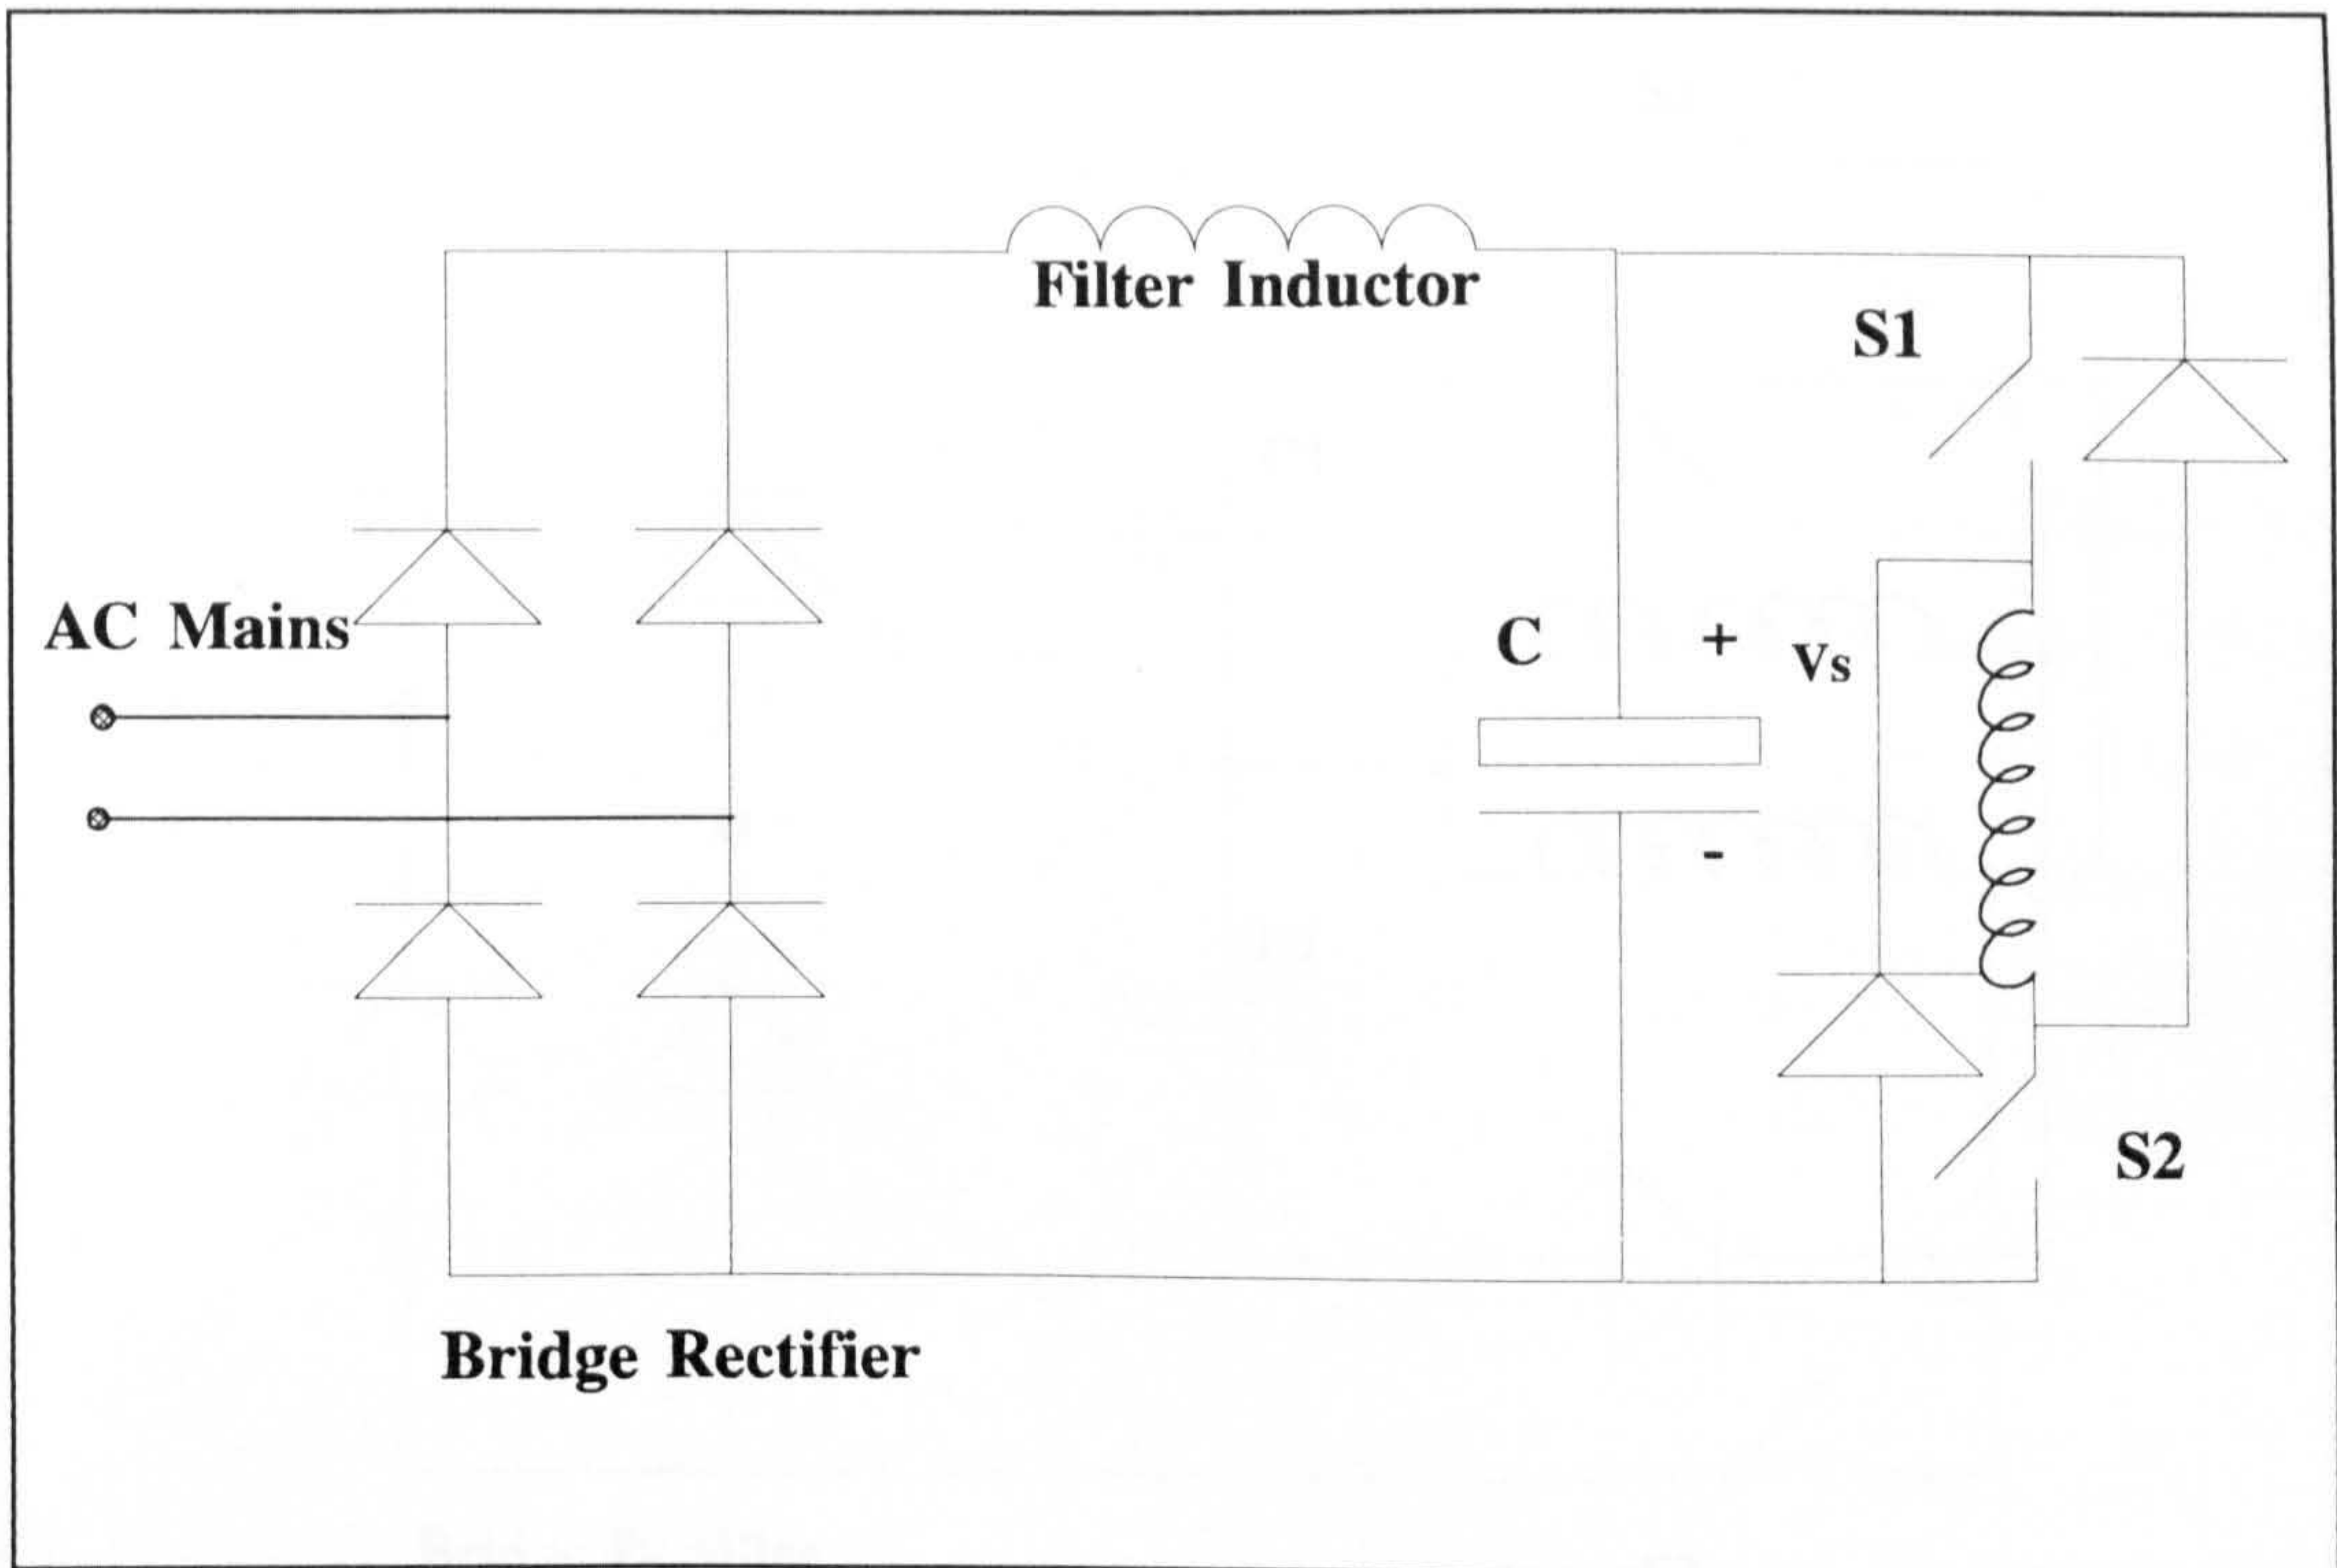 Filter Inductor
S1
AC Mains
C
+
Vs
-
S2
Bridge Rectifier